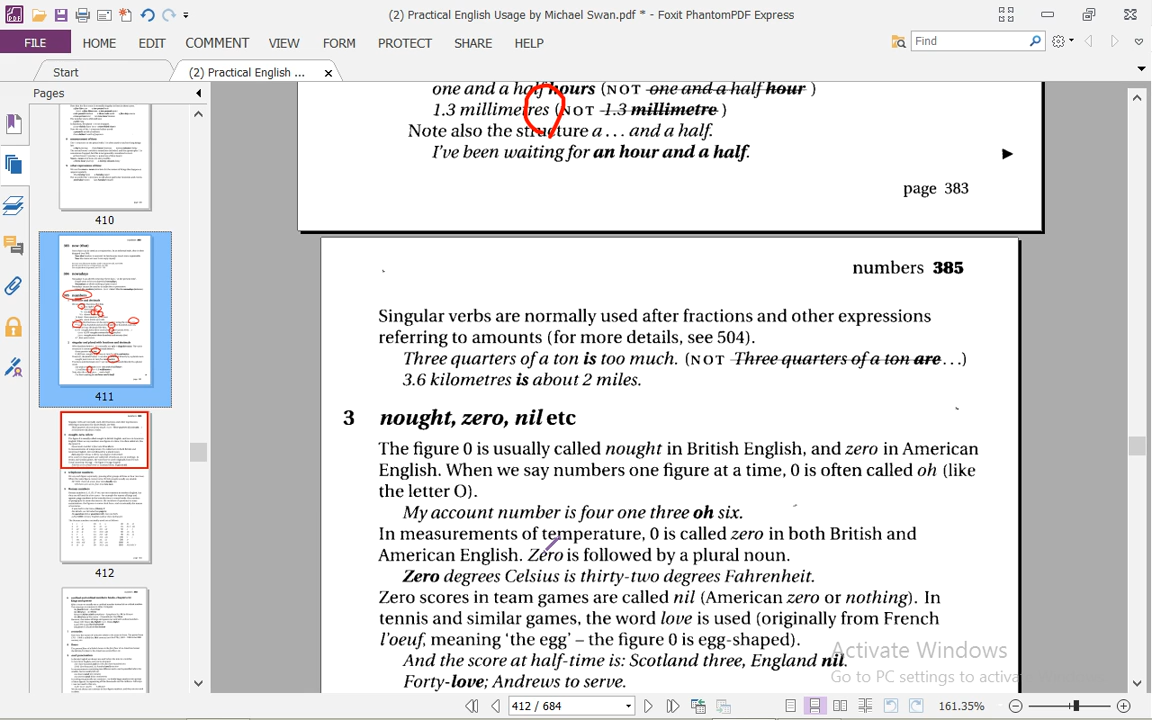 (2) Practical English Usage by Michael Swan.pdf * - Foxit PhantomPDF Express
FILE HOME EDIT COMMENT VIEW FORM PROTECT SHARE HELP Find
Start (2) Practical English ...
Pages
410
411
412
one and a half hours (NOT one and a half hour )
1.3 millimetres (NOT 1.3 millimetre )
Note also the structure a . . . and a half.
I've been waiting for an hour and a half.
page 383
numbers 385
Singular verbs are normally used after fractions and other expressions
referring to amounts (for more details, see 504).
Three quarters of a ton is too much. (NOT Three quarters of a ton are . . .)
3.6 kilometres is about 2 miles.
3 nought, zero, nil etc
The figure 0 is usually called nought in British English, and zero in American
English. When we say numbers one figure at a time, 0 is often called oh (like
the letter O).
My account number is four one three oh six.
In measurements of temperature, 0 is called zero in both British and
American English. Zero is followed by a plural noun.
Zero degrees Celsius is thirty-two degrees Fahrenheit.
Zero scores in team games are called nil (American zero or nothing). In
tennis and similar games, the word love is used (originally from French
l'oeuf, meaning 'the egg' – the figure 0 is egg-shaped).
And the score at half-time is: Scotland three, England nil.
Forty-love; Andrews to serve.
Activate Windows
Go to PC settings to activa
412 / 684 161.35%